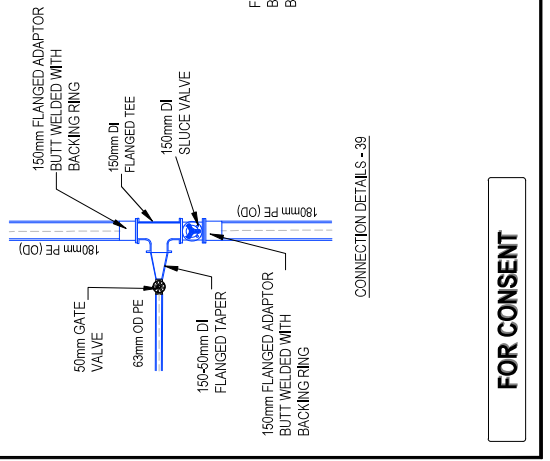 150mm FLANGED ADAPTOR
BUTT WELDED WITH
BACKING RING
150mm DI
FLANGED TEE
150mm DI
SLUCE VALVE
180mm PE (OD)
180mm PE (OD)
50mm GATE
VALVE
63mm OD PE
150-50mm DI
FLANGED TAPER
150mm FLANGED ADAPTOR
BUTT WELDED WITH
BACKING RING
CONNECTION DETAILS - 39
FOR CONSENT
F
B
B